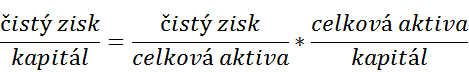 čistý zisk / kapitál = čistý zisk / celková aktiva * celková aktiva / kapitál